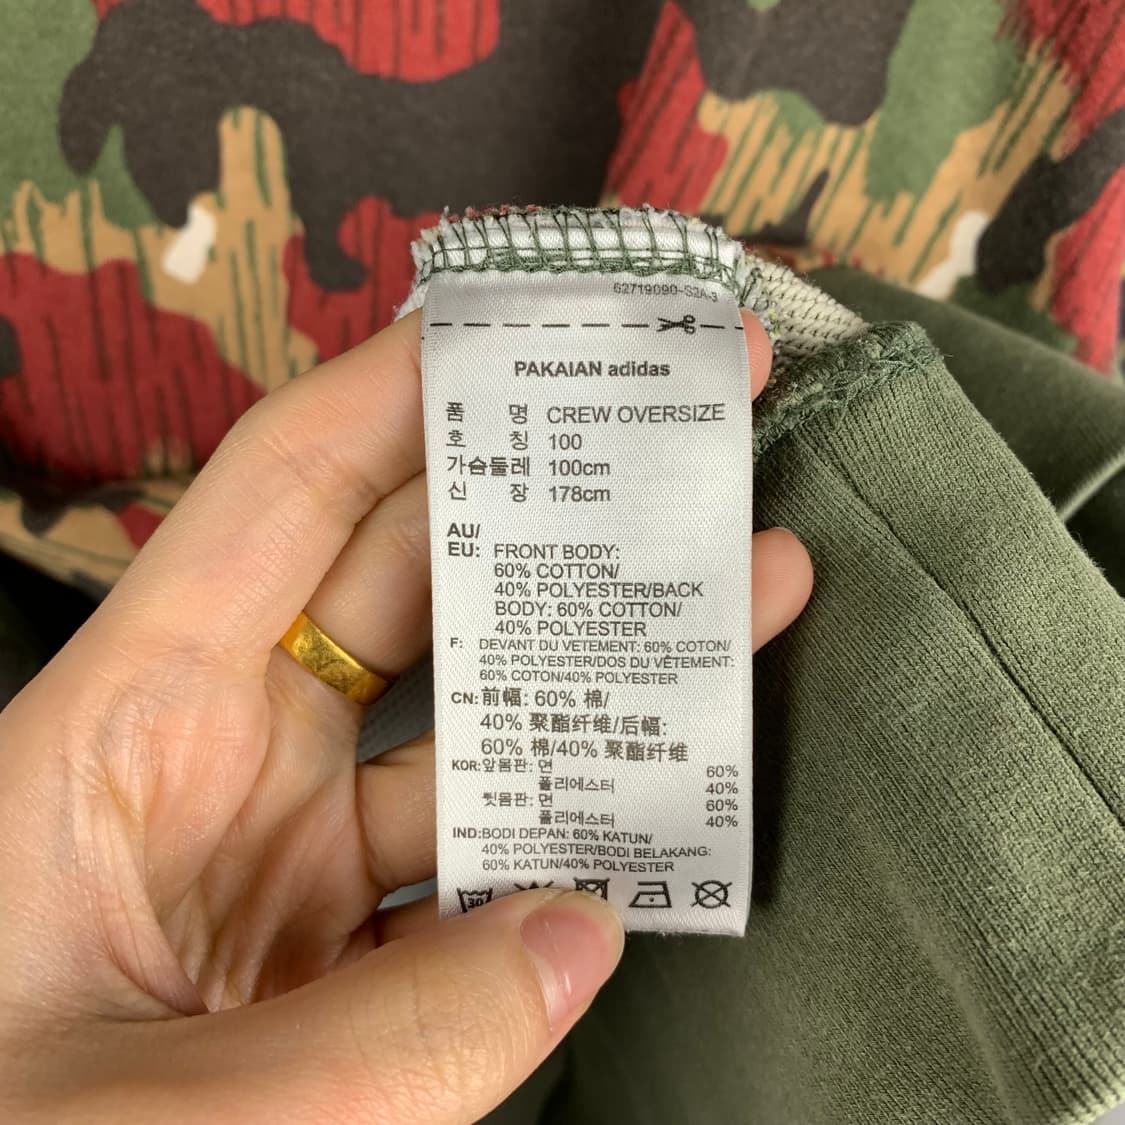 62719090-S2A-3
PAKAIAN adidas
품 명 CREW OVERSIZE
호 칭 100
가슴둘레 100cm
신 장 178cm
AU/
EU: FRONT BODY:
60% COTTON/
40% POLYESTER/BACK
BODY: 60% COTTON/
40% POLYESTER
F: DEVANT DU VETEMENT: 60% COTON/
40% POLYESTER/DOS DU VÊTEMENT:
60% COTON/40% POLYESTER
CN: 前幅: 60% 棉/
40% 聚酯纤维/后幅:
60% 棉/40% 聚酯纤维
KOR: 앞몸판: 면 60%
폴리에스터 40%
뒷몸판: 면 60%
폴리에스터 40%
IND: BODI DEPAN: 60% KATUN/
40% POLYESTER/BODI BELAKANG:
60% KATUN/40% POLYESTER
30